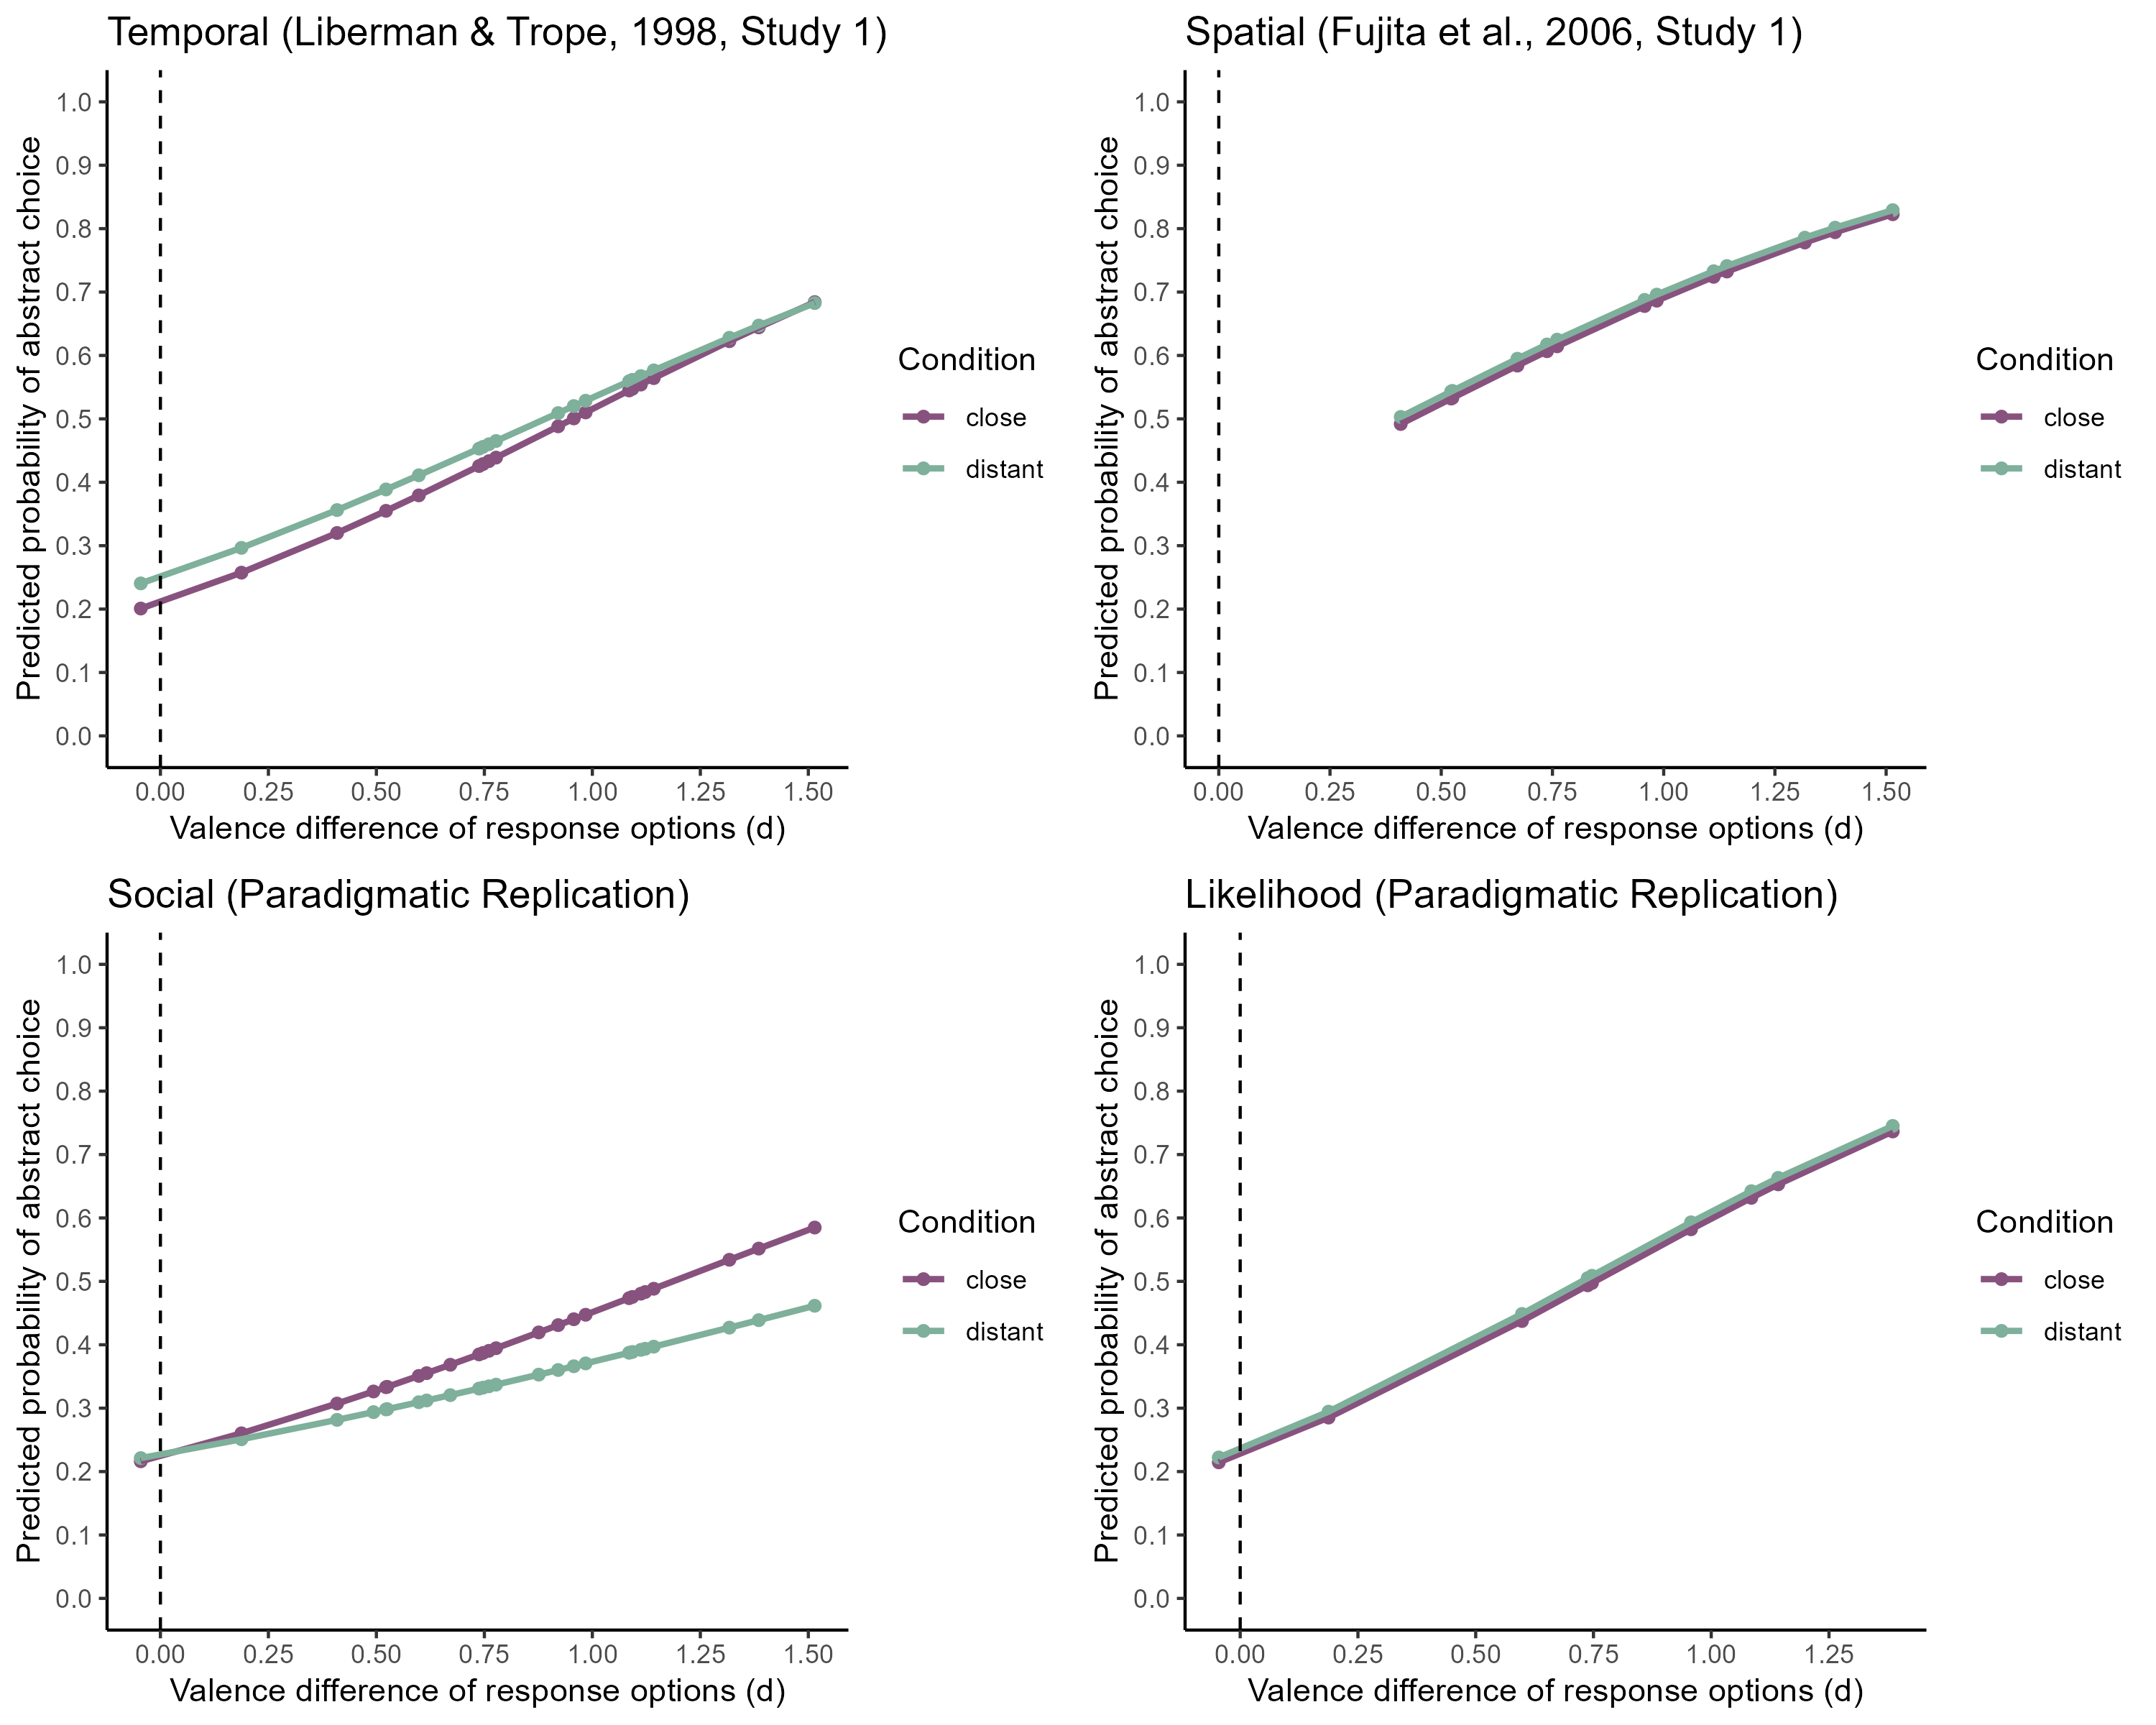 Temporal (Liberman & Trope, 1998, Study 1)
Predicted probability of abstract choice
1.0
0.9
0.8
0.7
0.6
0.5
0.4
0.3
0.2
0.1
0.0
0.00 0.25 0.50 0.75 1.00 1.25 1.50
Valence difference of response options (d)
Condition
close
distant
Spatial (Fujita et al., 2006, Study 1)
Predicted probability of abstract choice
1.0
0.9
0.8
0.7
0.6
0.5
0.4
0.3
0.2
0.1
0.0
0.00 0.25 0.50 0.75 1.00 1.25 1.50
Valence difference of response options (d)
Condition
close
distant
Social (Paradigmatic Replication)
Predicted probability of abstract choice
1.0
0.9
0.8
0.7
0.6
0.5
0.4
0.3
0.2
0.1
0.0
0.00 0.25 0.50 0.75 1.00 1.25 1.50
Valence difference of response options (d)
Condition
close
distant
Likelihood (Paradigmatic Replication)
Predicted probability of abstract choice
1.0
0.9
0.8
0.7
0.6
0.5
0.4
0.3
0.2
0.1
0.0
0.00 0.25 0.50 0.75 1.00 1.25
Valence difference of response options (d)
Condition
close
distant